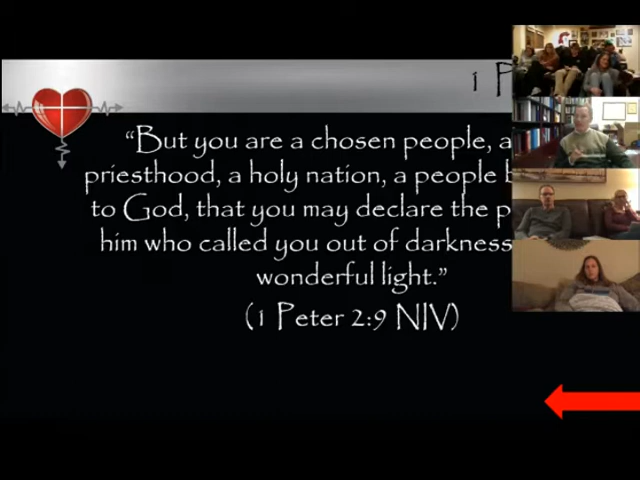 1 P
“But you are a chosen people, a
priesthood, a holy nation, a people
to God, that you may declare the p
him who called you out of darkness
wonderful light.”
(1 Peter 2:9 NIV)